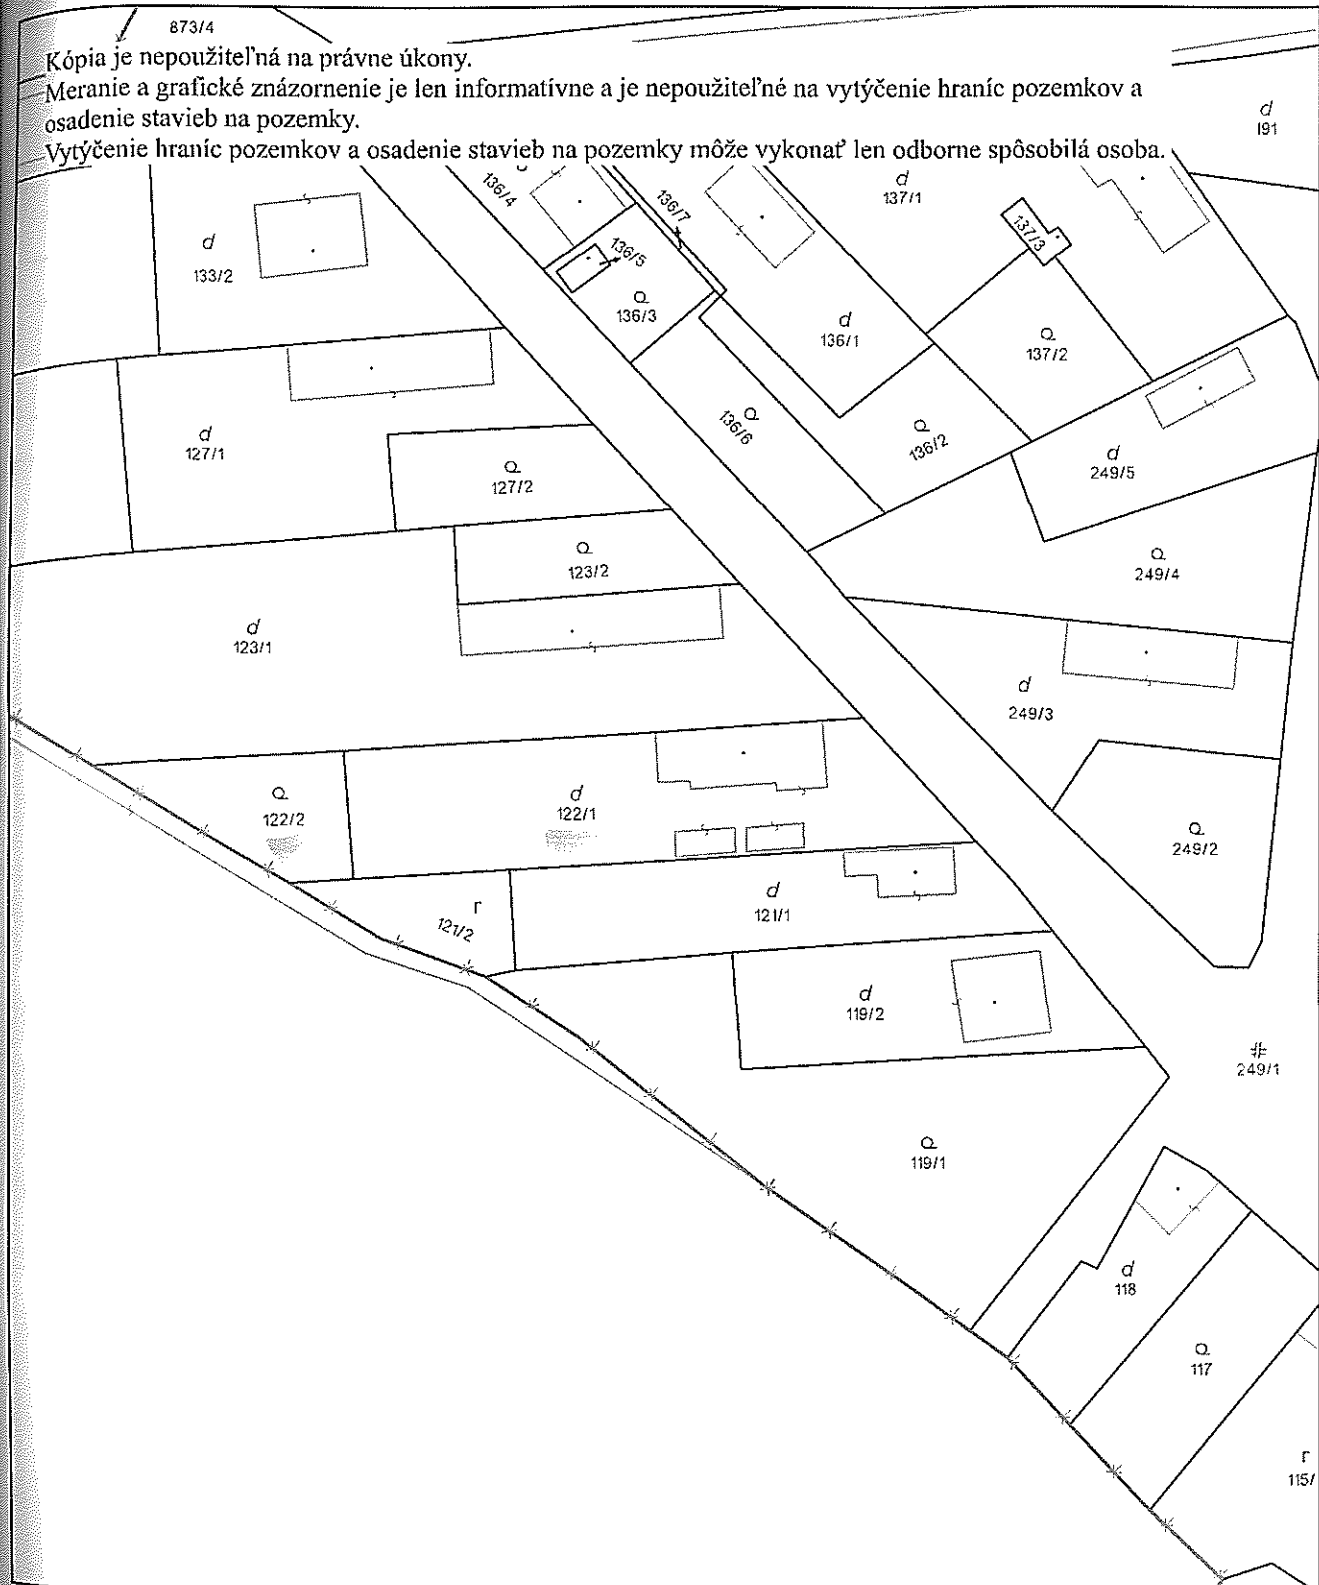 873/4
Kópia je nepoužiteľná na právne úkony.
Meranie a grafické znázornenie je len informatívne a je nepoužiteľné na vytýčenie hraníc pozemkov a
osadenie stavieb na pozemky.
Vytýčenie hraníc pozemkov a osadenie stavieb na pozemky môže vykonať len odborne spôsobilá osoba.
d
191
136/4
136/7
d
137/1
137/3
d
133/2
136/5
136/3
d
136/1
137/2
d
127/1
127/2
136/6
136/2
d
249/5
123/2
249/4
d
123/1
d
249/3
122/2
d
122/1
249/2
r
121/2
d
121/1
d
119/2
249/1
119/1
d
118
117
r
115/